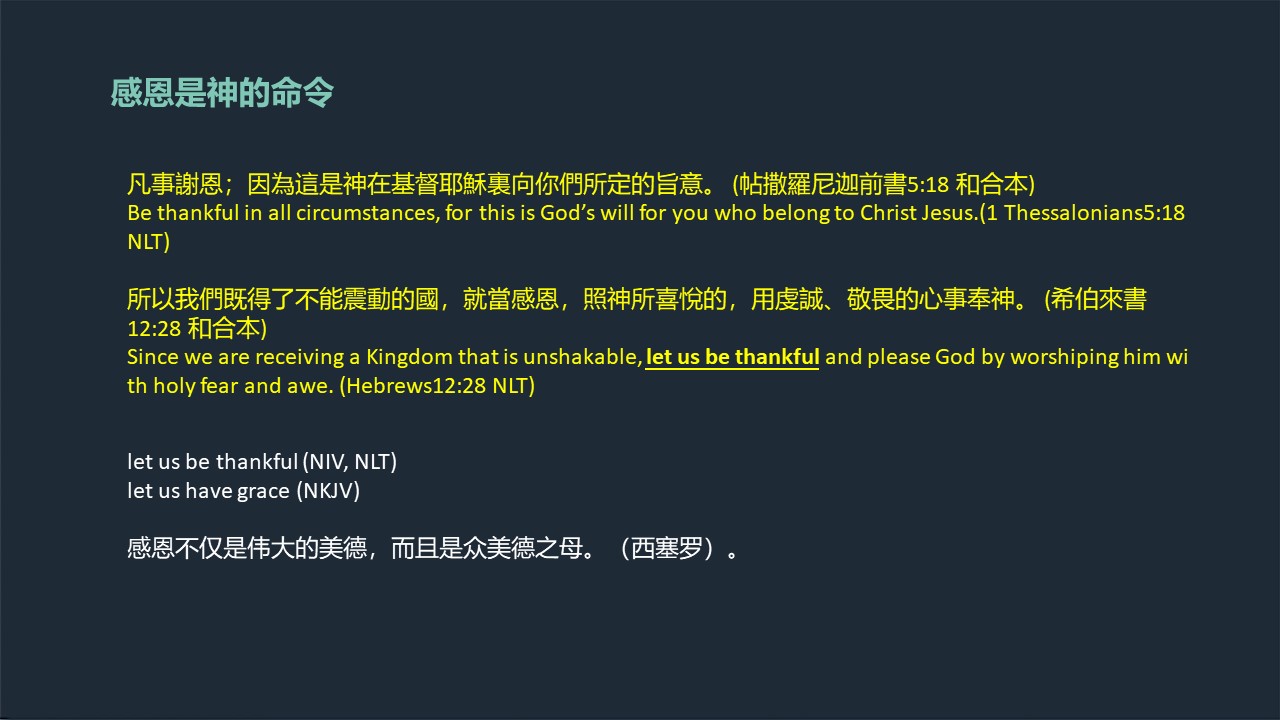 感恩是神的命令
凡事謝恩；因為這是神在基督耶穌裏向你們所定的旨意。 (帖撒羅尼迦前書5:18 和合本)
Be thankful in all circumstances, for this is God’s will for you who belong to Christ Jesus.(1 Thessalonians5:18
NLT)
所以我們既得了不能震動的國，就當感恩，照神所喜悅的，用虔誠、敬畏的心事奉神。 (希伯來書
12:28 和合本)
Since we are receiving a Kingdom that is unshakable, let us be thankful and please God by worshiping him wi
th holy fear and awe. (Hebrews12:28 NLT)
let us be thankful (NIV, NLT)
let us have grace (NKJV)
感恩不仅是伟大的美德，而且是众美德之母。（西塞罗）。